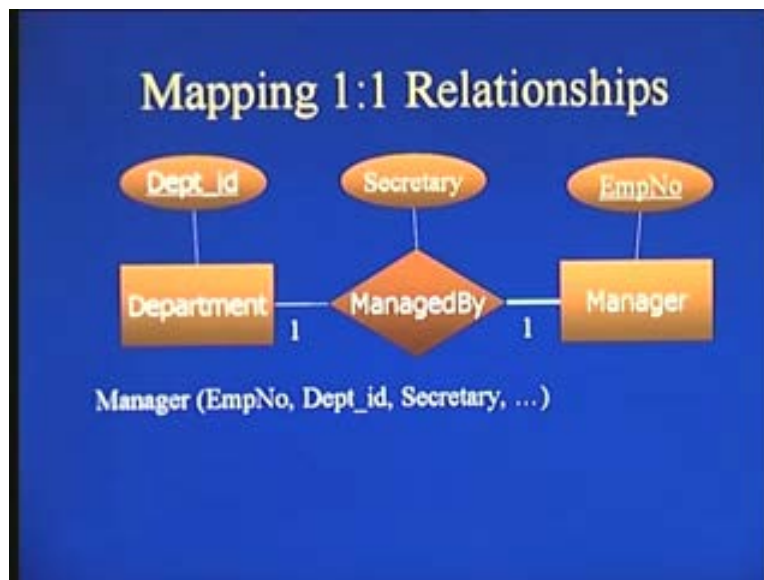 Mapping 1:1 Relationships
Dept_id Secretary EmpNo
Department ManagedBy Manager
1 1
Manager (EmpNo, Dept_id, Secretary, ...)